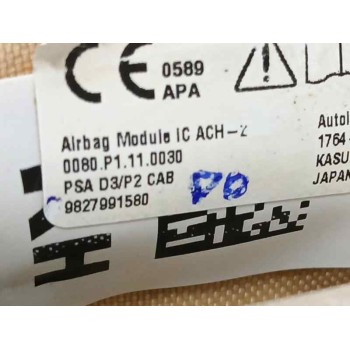 CE 0589
APA
Airbag Module IC ACH-2
0080.P1.11.0030
PSA D3/P2 CAB
9827991580
PO
Autol
1764
KASU
JAPAN